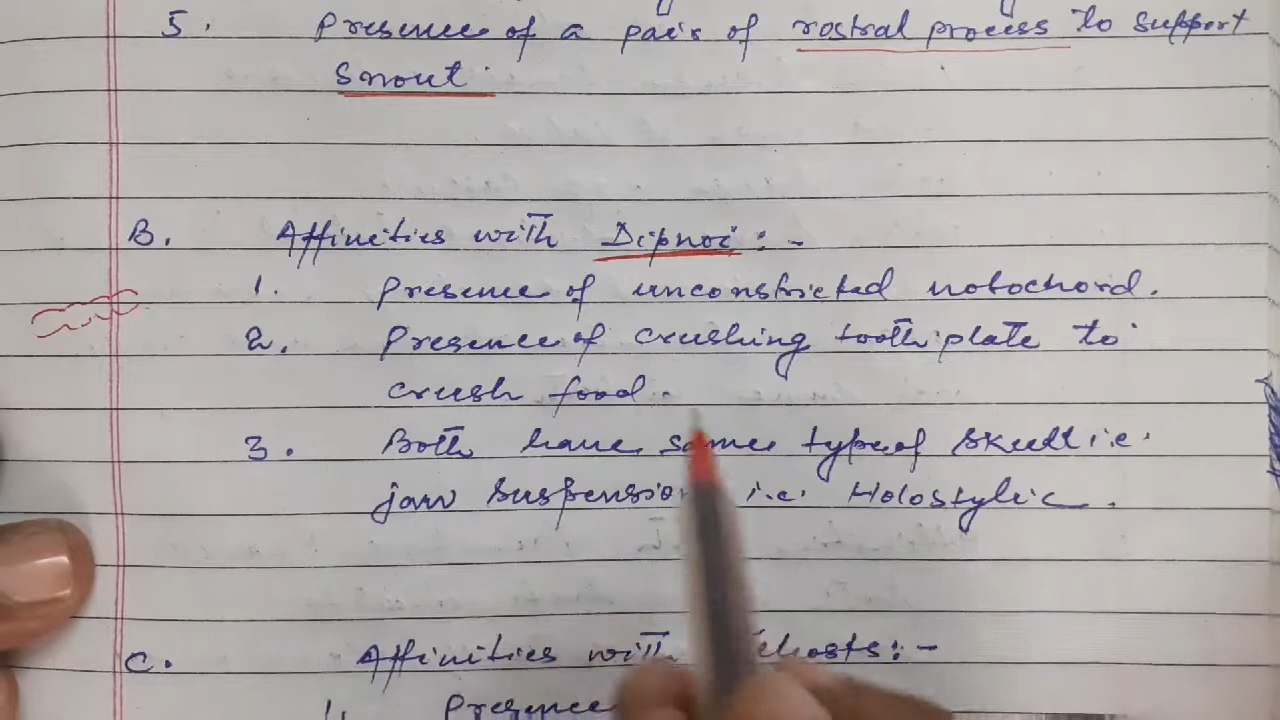 5. Presence of a pair of rostral process to support
Snout.
B. Affinities with Dipnoi :-
1. Presence of unconstricted notochord.
2. Presence of crushing tooth plate to
crush food.
3. Both have same type of skull i.e.
jaw suspension i.e. Holostylic.
C. Affinities with :-
1. Presence